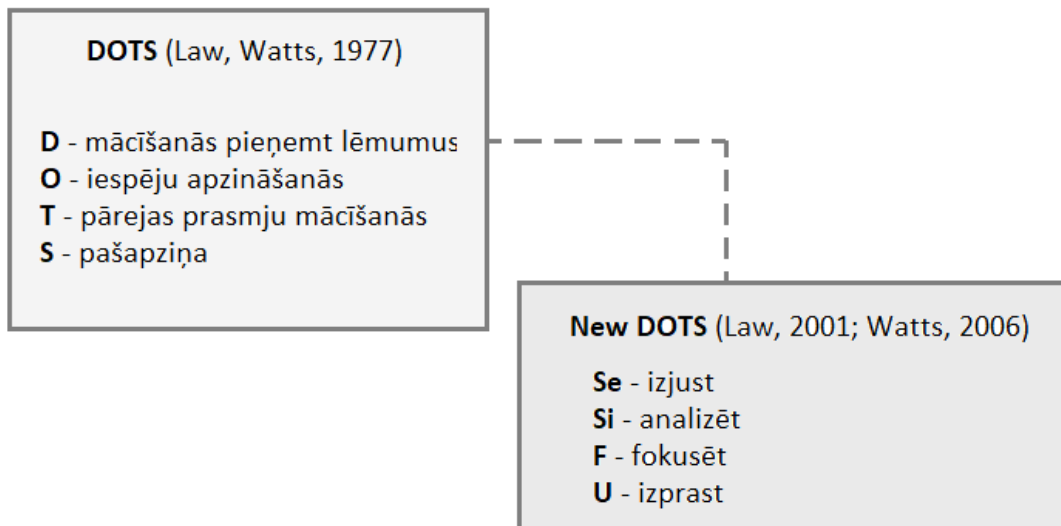 DOTS (Law, Watts, 1977)
D - mācīšanās pieņemt lēmumus
O - iespēju apzināšanās
T - pārejas prasmju mācīšanās
S - pašapziņa
New DOTS (Law, 2001; Watts, 2006)
Se - izjust
Si - analizēt
F - fokusēt
U - izprast